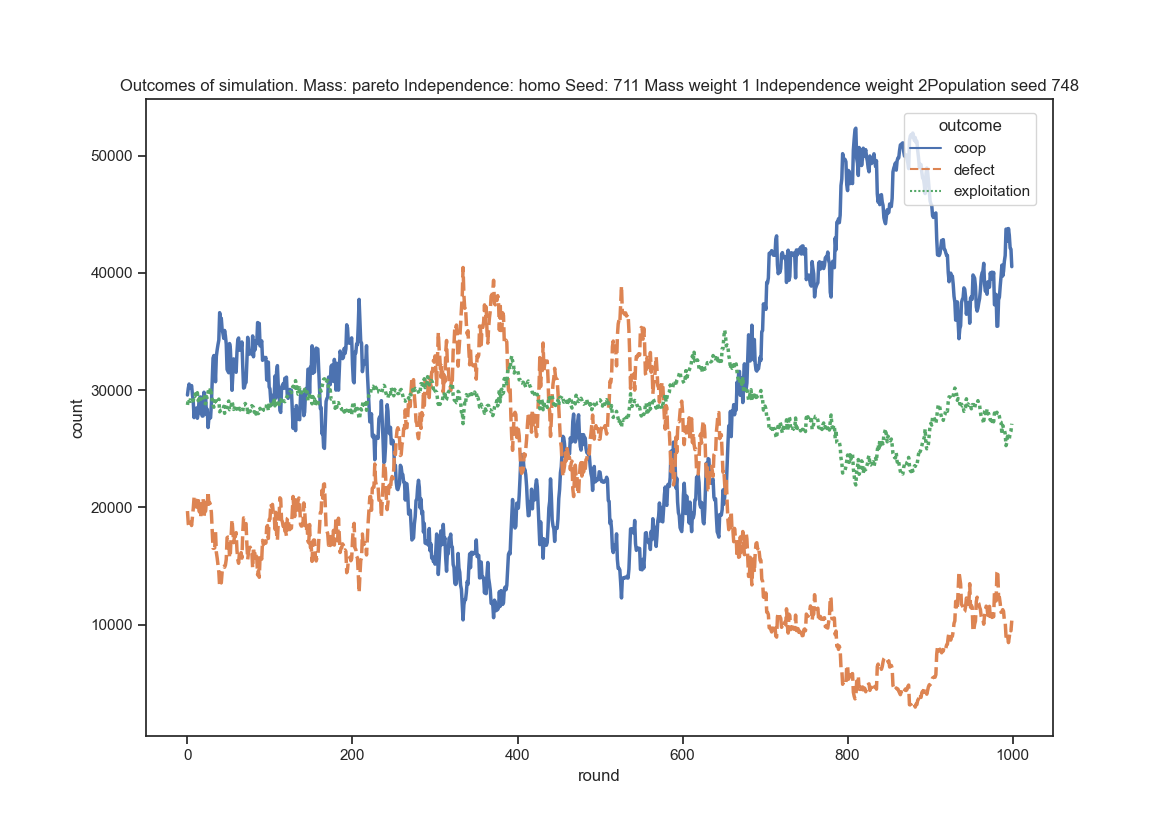 Outcomes of simulation. Mass: pareto Independence: homo Seed: 711 Mass weight 1 Independence weight 2Population seed 748
outcome
coop
defect
exploitation
50000
40000
30000
20000
10000
count
0 200 400 600 800 1000
round